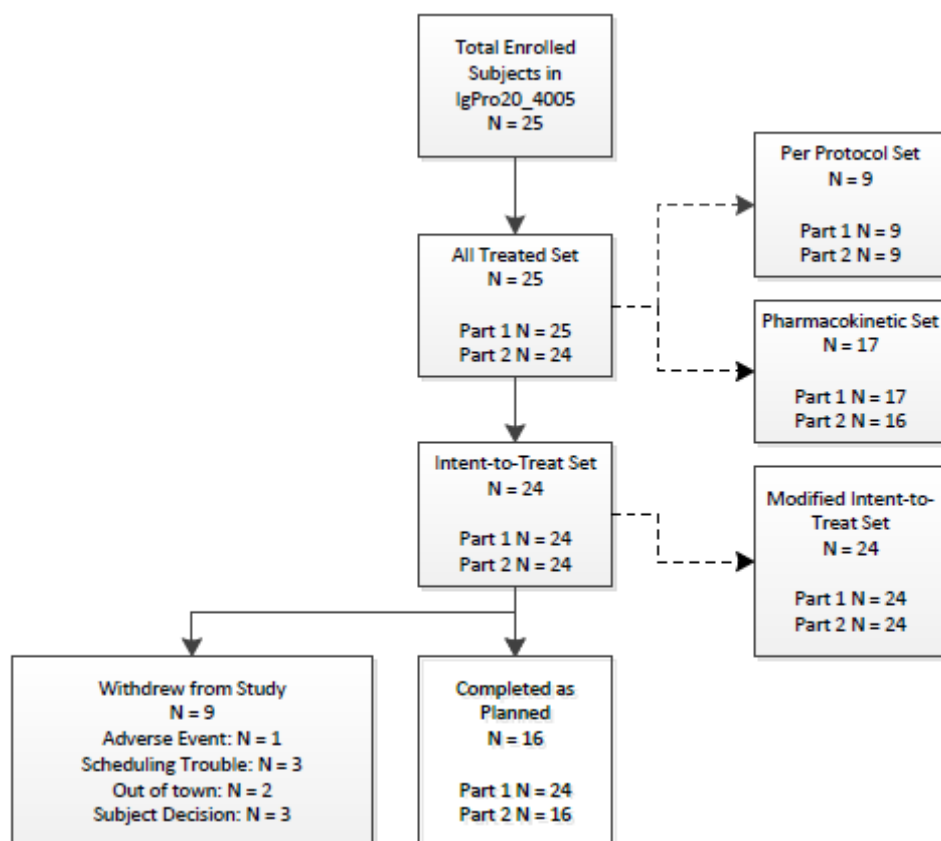 Total Enrolled
Subjects in
IgPro20_4005
N = 25
Per Protocol Set
N = 9
Part 1 N = 9
Part 2 N = 9
All Treated Set
N = 25
Part 1 N = 25
Part 2 N = 24
Pharmacokinetic Set
N = 17
Part 1 N = 17
Part 2 N = 16
Intent-to-Treat Set
N = 24
Part 1 N = 24
Part 2 N = 24
Modified Intent-to-
Treat Set
N = 24
Part 1 N = 24
Part 2 N = 24
Withdrew from Study
N = 9
Adverse Event: N = 1
Scheduling Trouble: N = 3
Out of town: N = 2
Subject Decision: N = 3
Completed as
Planned
N = 16
Part 1 N = 24
Part 2 N = 16